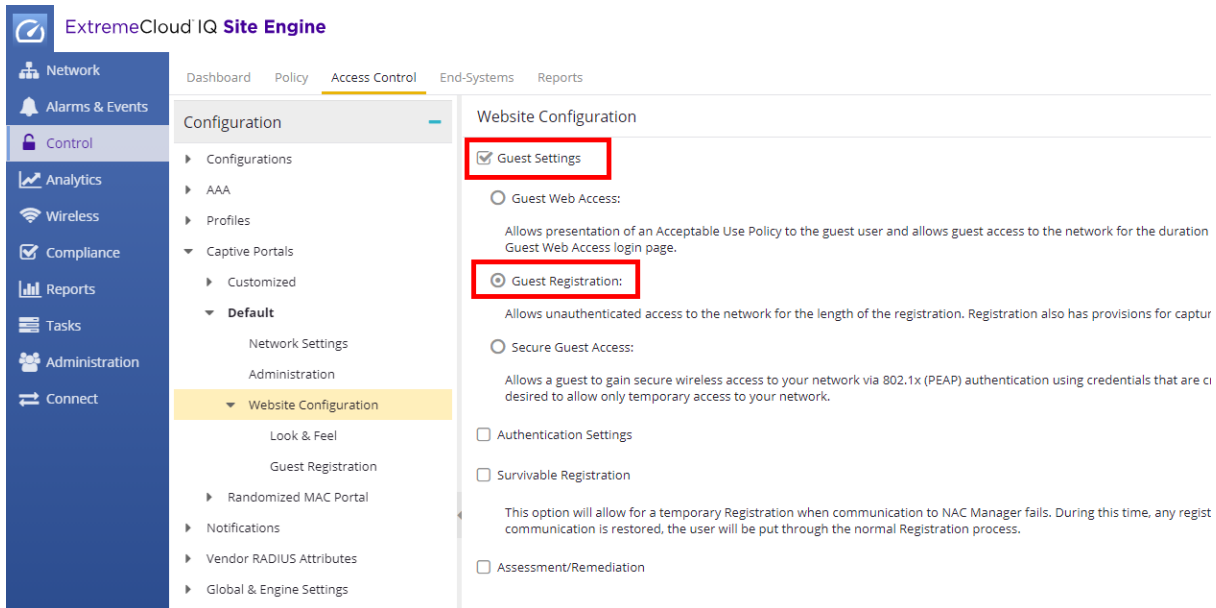 ExtremeCloud IQ Site Engine
Network
Alarms & Events
Control
Analytics
Wireless
Compliance
Reports
Tasks
Administration
Connect
Dashboard Policy Access Control End-Systems Reports
Configuration
Configurations
AAA
Profiles
Captive Portals
Customized
Default
Network Settings
Administration
Website Configuration
Look & Feel
Guest Registration
Randomized MAC Portal
Notifications
Vendor RADIUS Attributes
Global & Engine Settings
Website Configuration
Guest Settings
Guest Web Access:
Allows presentation of an Acceptable Use Policy to the guest user and allows guest access to the network for the duration
Guest Web Access login page.
Guest Registration:
Allows unauthenticated access to the network for the length of the registration. Registration also has provisions for captur
Secure Guest Access:
Allows a guest to gain secure wireless access to your network via 802.1x (PEAP) authentication using credentials that are cr
desired to allow only temporary access to your network.
Authentication Settings
Survivable Registration
This option will allow for a temporary Registration when communication to NAC Manager fails. During this time, any regist
communication is restored, the user will be put through the normal Registration process.
Assessment/Remediation